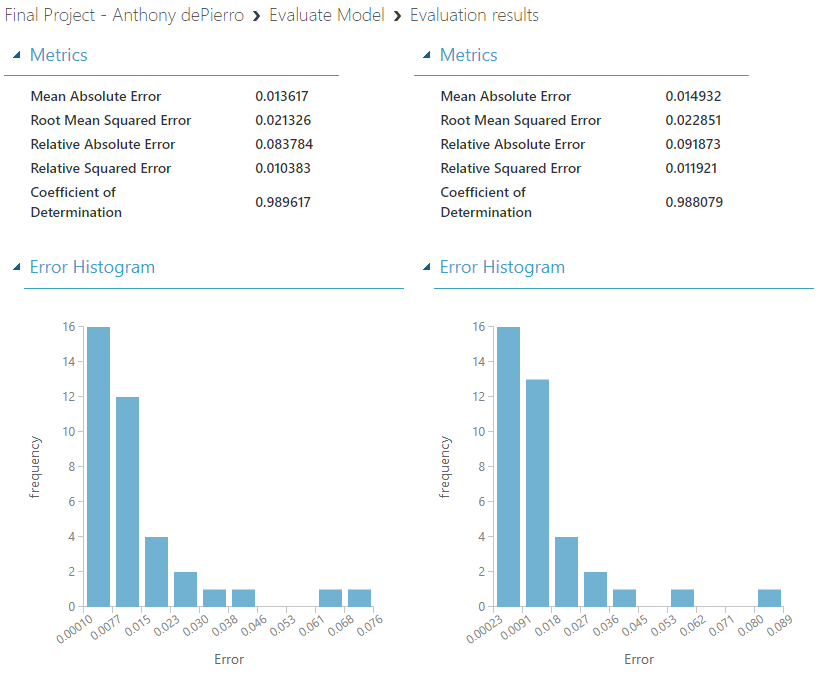 Final Project - Anthony dePierro ❯ Evaluate Model ❯ Evaluation results
Metrics
Mean Absolute Error 0.013617
Root Mean Squared Error 0.021326
Relative Absolute Error 0.083784
Relative Squared Error 0.010383
Coefficient of
Determination 0.989617
Error Histogram
frequency
16
14
12
10
8
6
4
2
0
0.00010 0.0077 0.015 0.023 0.030 0.038 0.046 0.053 0.061 0.068 0.076
Error
Metrics
Mean Absolute Error 0.014932
Root Mean Squared Error 0.022851
Relative Absolute Error 0.091873
Relative Squared Error 0.011921
Coefficient of
Determination 0.988079
Error Histogram
frequency
16
14
12
10
8
6
4
2
0
0.00023 0.0091 0.018 0.027 0.036 0.045 0.053 0.062 0.071 0.080 0.089
Error